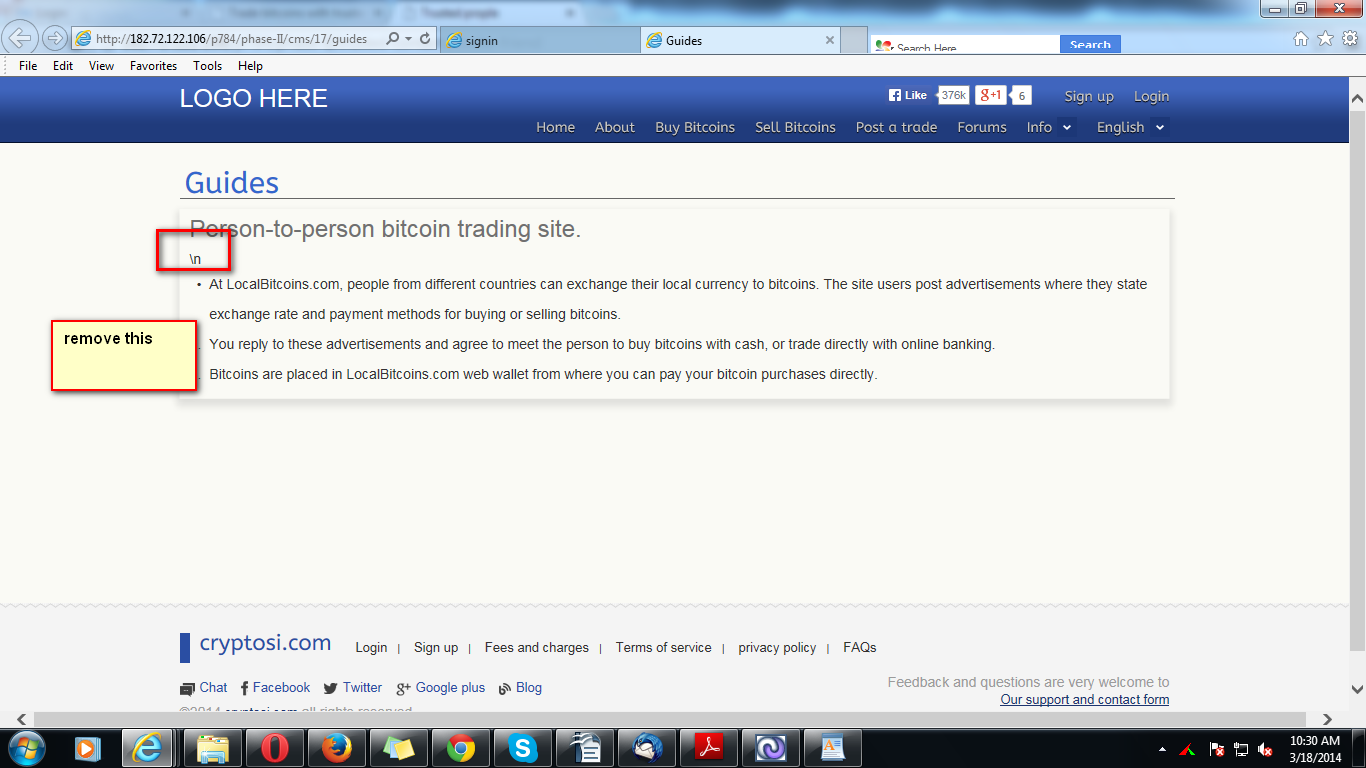 Trusted people
http://182.72.122.106/p784/phase-II/cms/17/guides
signin
Guides
Search Here
Search
File Edit View Favorites Tools Help
LOGO HERE
Like 376k +1 6 Sign up Login
Home About Buy Bitcoins Sell Bitcoins Post a trade Forums Info English
Guides
Person-to-person bitcoin trading site.
\n
• At LocalBitcoins.com, people from different countries can exchange their local currency to bitcoins. The site users post advertisements where they state
exchange rate and payment methods for buying or selling bitcoins.
You reply to these advertisements and agree to meet the person to buy bitcoins with cash, or trade directly with online banking.
Bitcoins are placed in LocalBitcoins.com web wallet from where you can pay your bitcoin purchases directly.
remove this
cryptosi.com Login | Sign up | Fees and charges | Terms of service | privacy policy | FAQs
Chat Facebook Twitter Google plus Blog
Feedback and questions are very welcome to
Our support and contact form
©2014 cryptosi.com all rights reserved
10:30 AM
3/18/2014